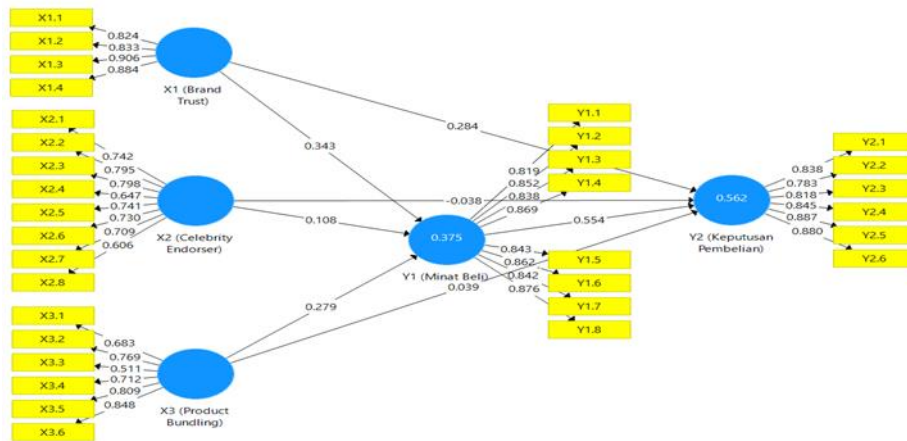 X1.1
X1.2
X1.3
X1.4
0.824
0.833
0.906
0.884
X1 (Brand
Trust)
X2.1
X2.2
X2.3
X2.4
X2.5
X2.6
X2.7
X2.8
0.742
0.795
0.798
0.647
0.741
0.730
0.709
0.606
X2 (Celebrity
Endorser)
X3.1
X3.2
X3.3
X3.4
X3.5
X3.6
0.683
0.769
0.511
0.712
0.809
0.848
X3 (Product
Bundling)
0.343
0.108
0.279
0.284
-0.038
0.554
0.039
0.375
Y1 (Minat Beli)
Y1.1
Y1.2
Y1.3
Y1.4
0.819
0.852
0.838
0.869
0.843
0.862
0.842
0.876
Y1.5
Y1.6
Y1.7
Y1.8
0.562
Y2 (Keputusan
Pembelian)
0.838
0.783
0.818
0.845
0.887
0.880
Y2.1
Y2.2
Y2.3
Y2.4
Y2.5
Y2.6